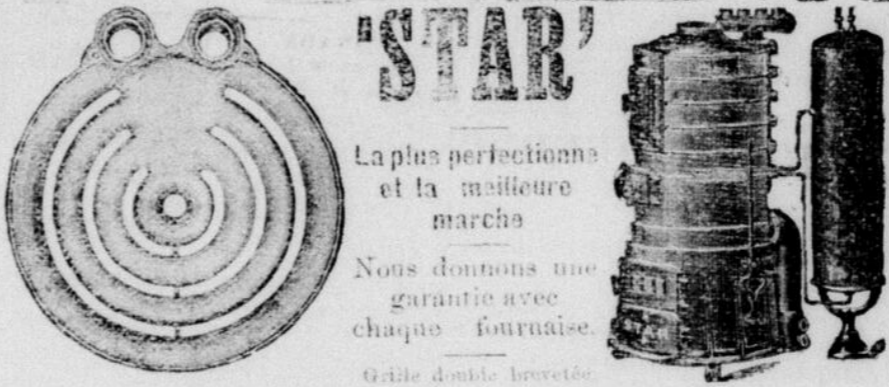 'STAR'
La plus perfectionne
et la meilleure
marche
Nous donnons une
garantie avec
chaque fournaise.
Grille double brevetée